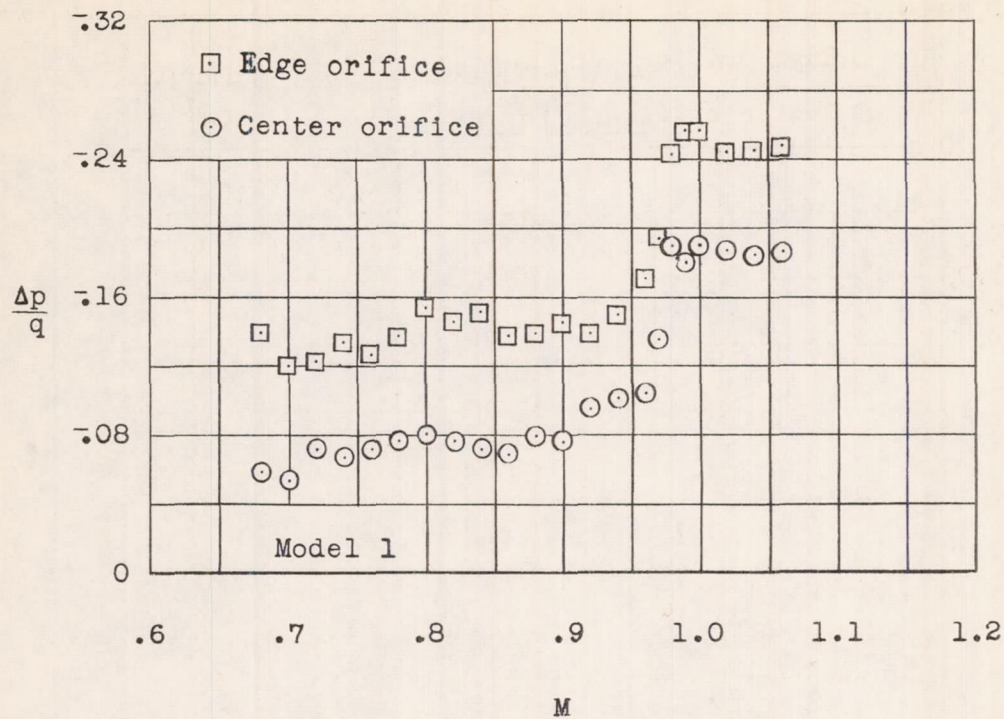 -.32
Edge orifice
Center orifice
-.24
-.16
Δp
q
-.08
Model 1
0
.6 .7 .8 .9 1.0 1.1 1.2
M